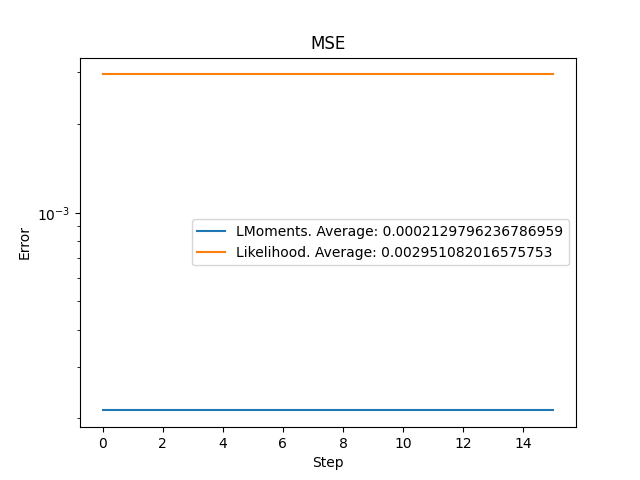 MSE
Error
10⁻³
LMoments. Average: 0.0002129796236786959
Likelihood. Average: 0.002951082016575753
0 2 4 6 8 10 12 14
Step